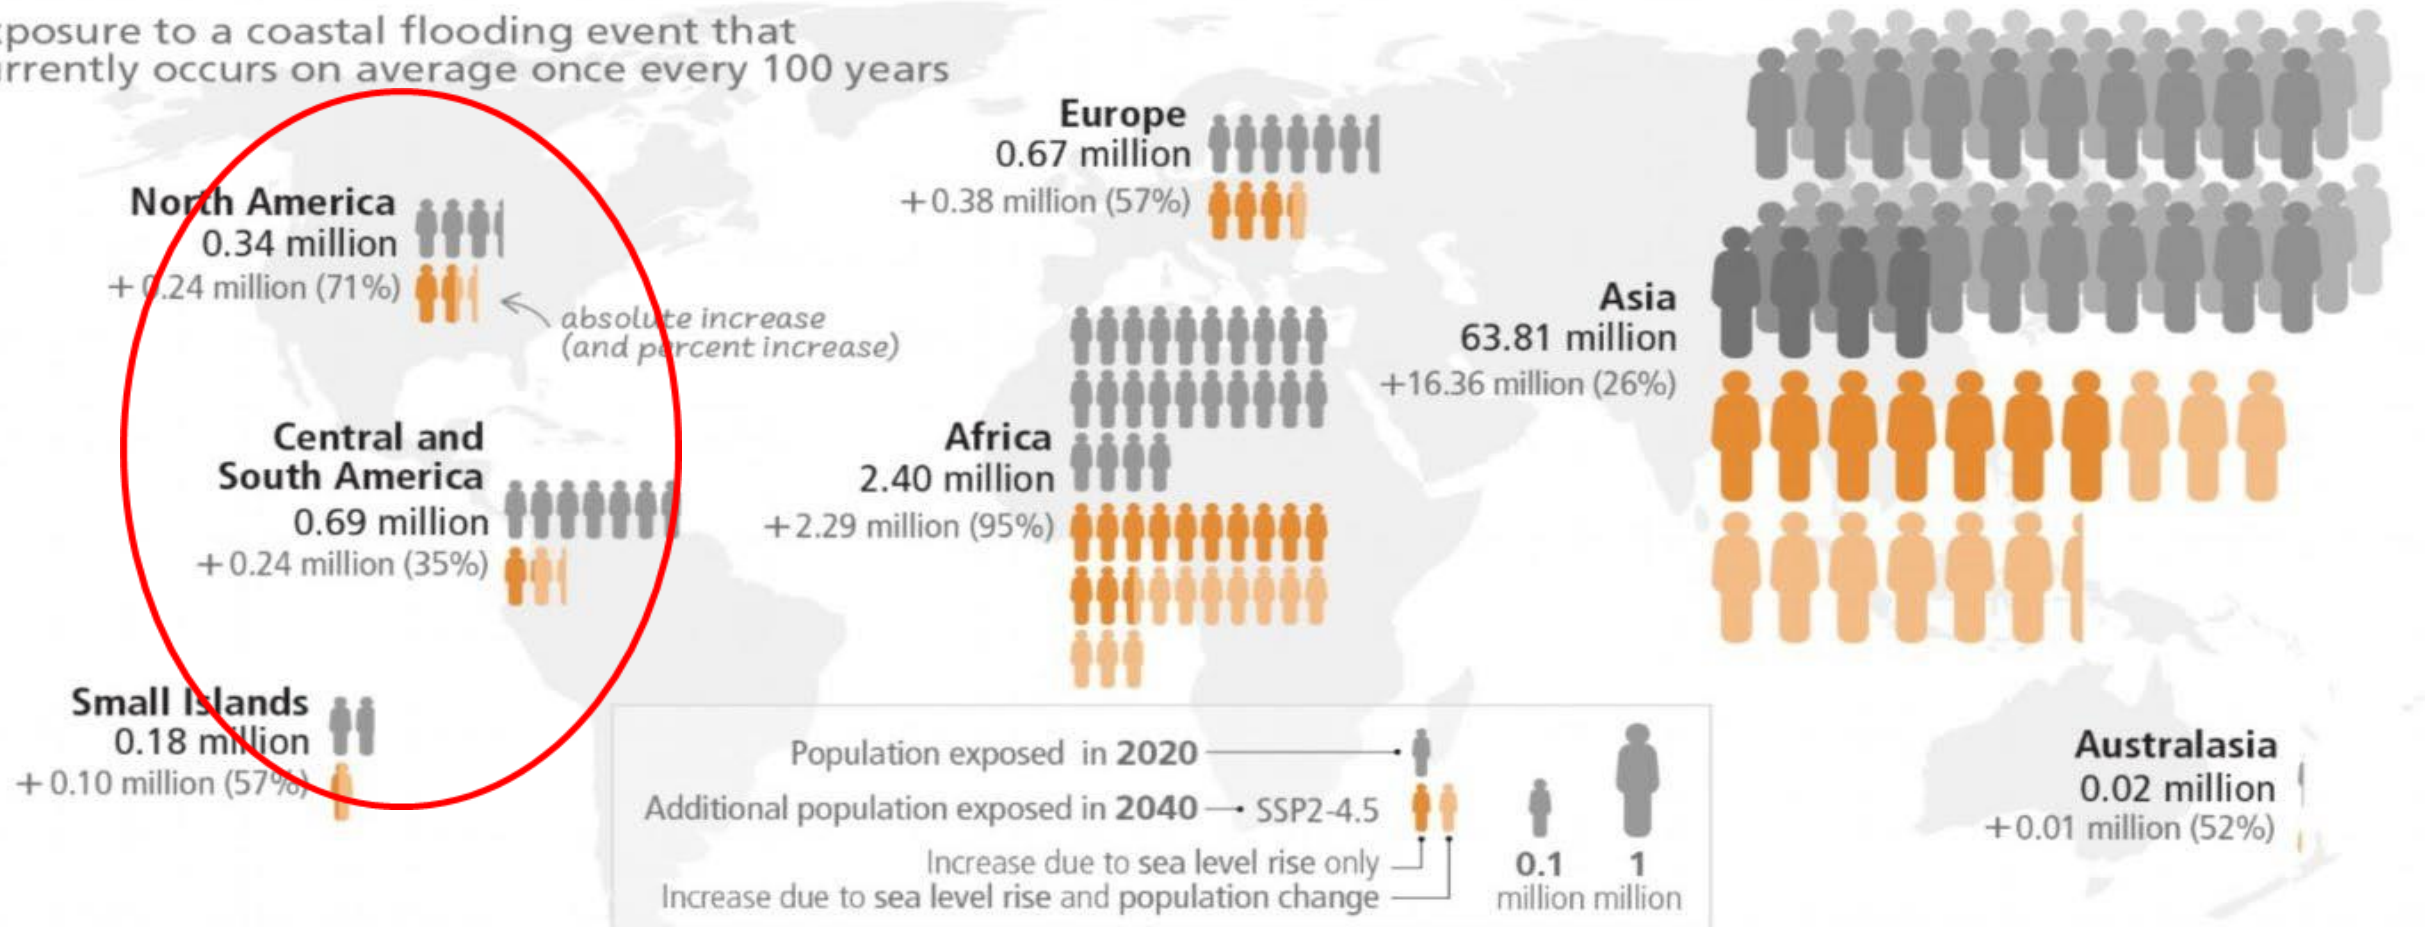 posure to a coastal flooding event that
rrently occurs on average once every 100 years
North America
0.34 million
+0.24 million (71%)
absolute increase
(and percent increase)
Central and
South America
0.69 million
+0.24 million (35%)
Small Islands
0.18 million
+0.10 million (57%)
Europe
0.67 million
+0.38 million (57%)
Africa
2.40 million
+2.29 million (95%)
Asia
63.81 million
+16.36 million (26%)
Australasia
0.02 million
+0.01 million (52%)
Population exposed in 2020
Additional population exposed in 2040 SSP2-4.5
Increase due to sea level rise only
Increase due to sea level rise and population change
0.1 1
million million